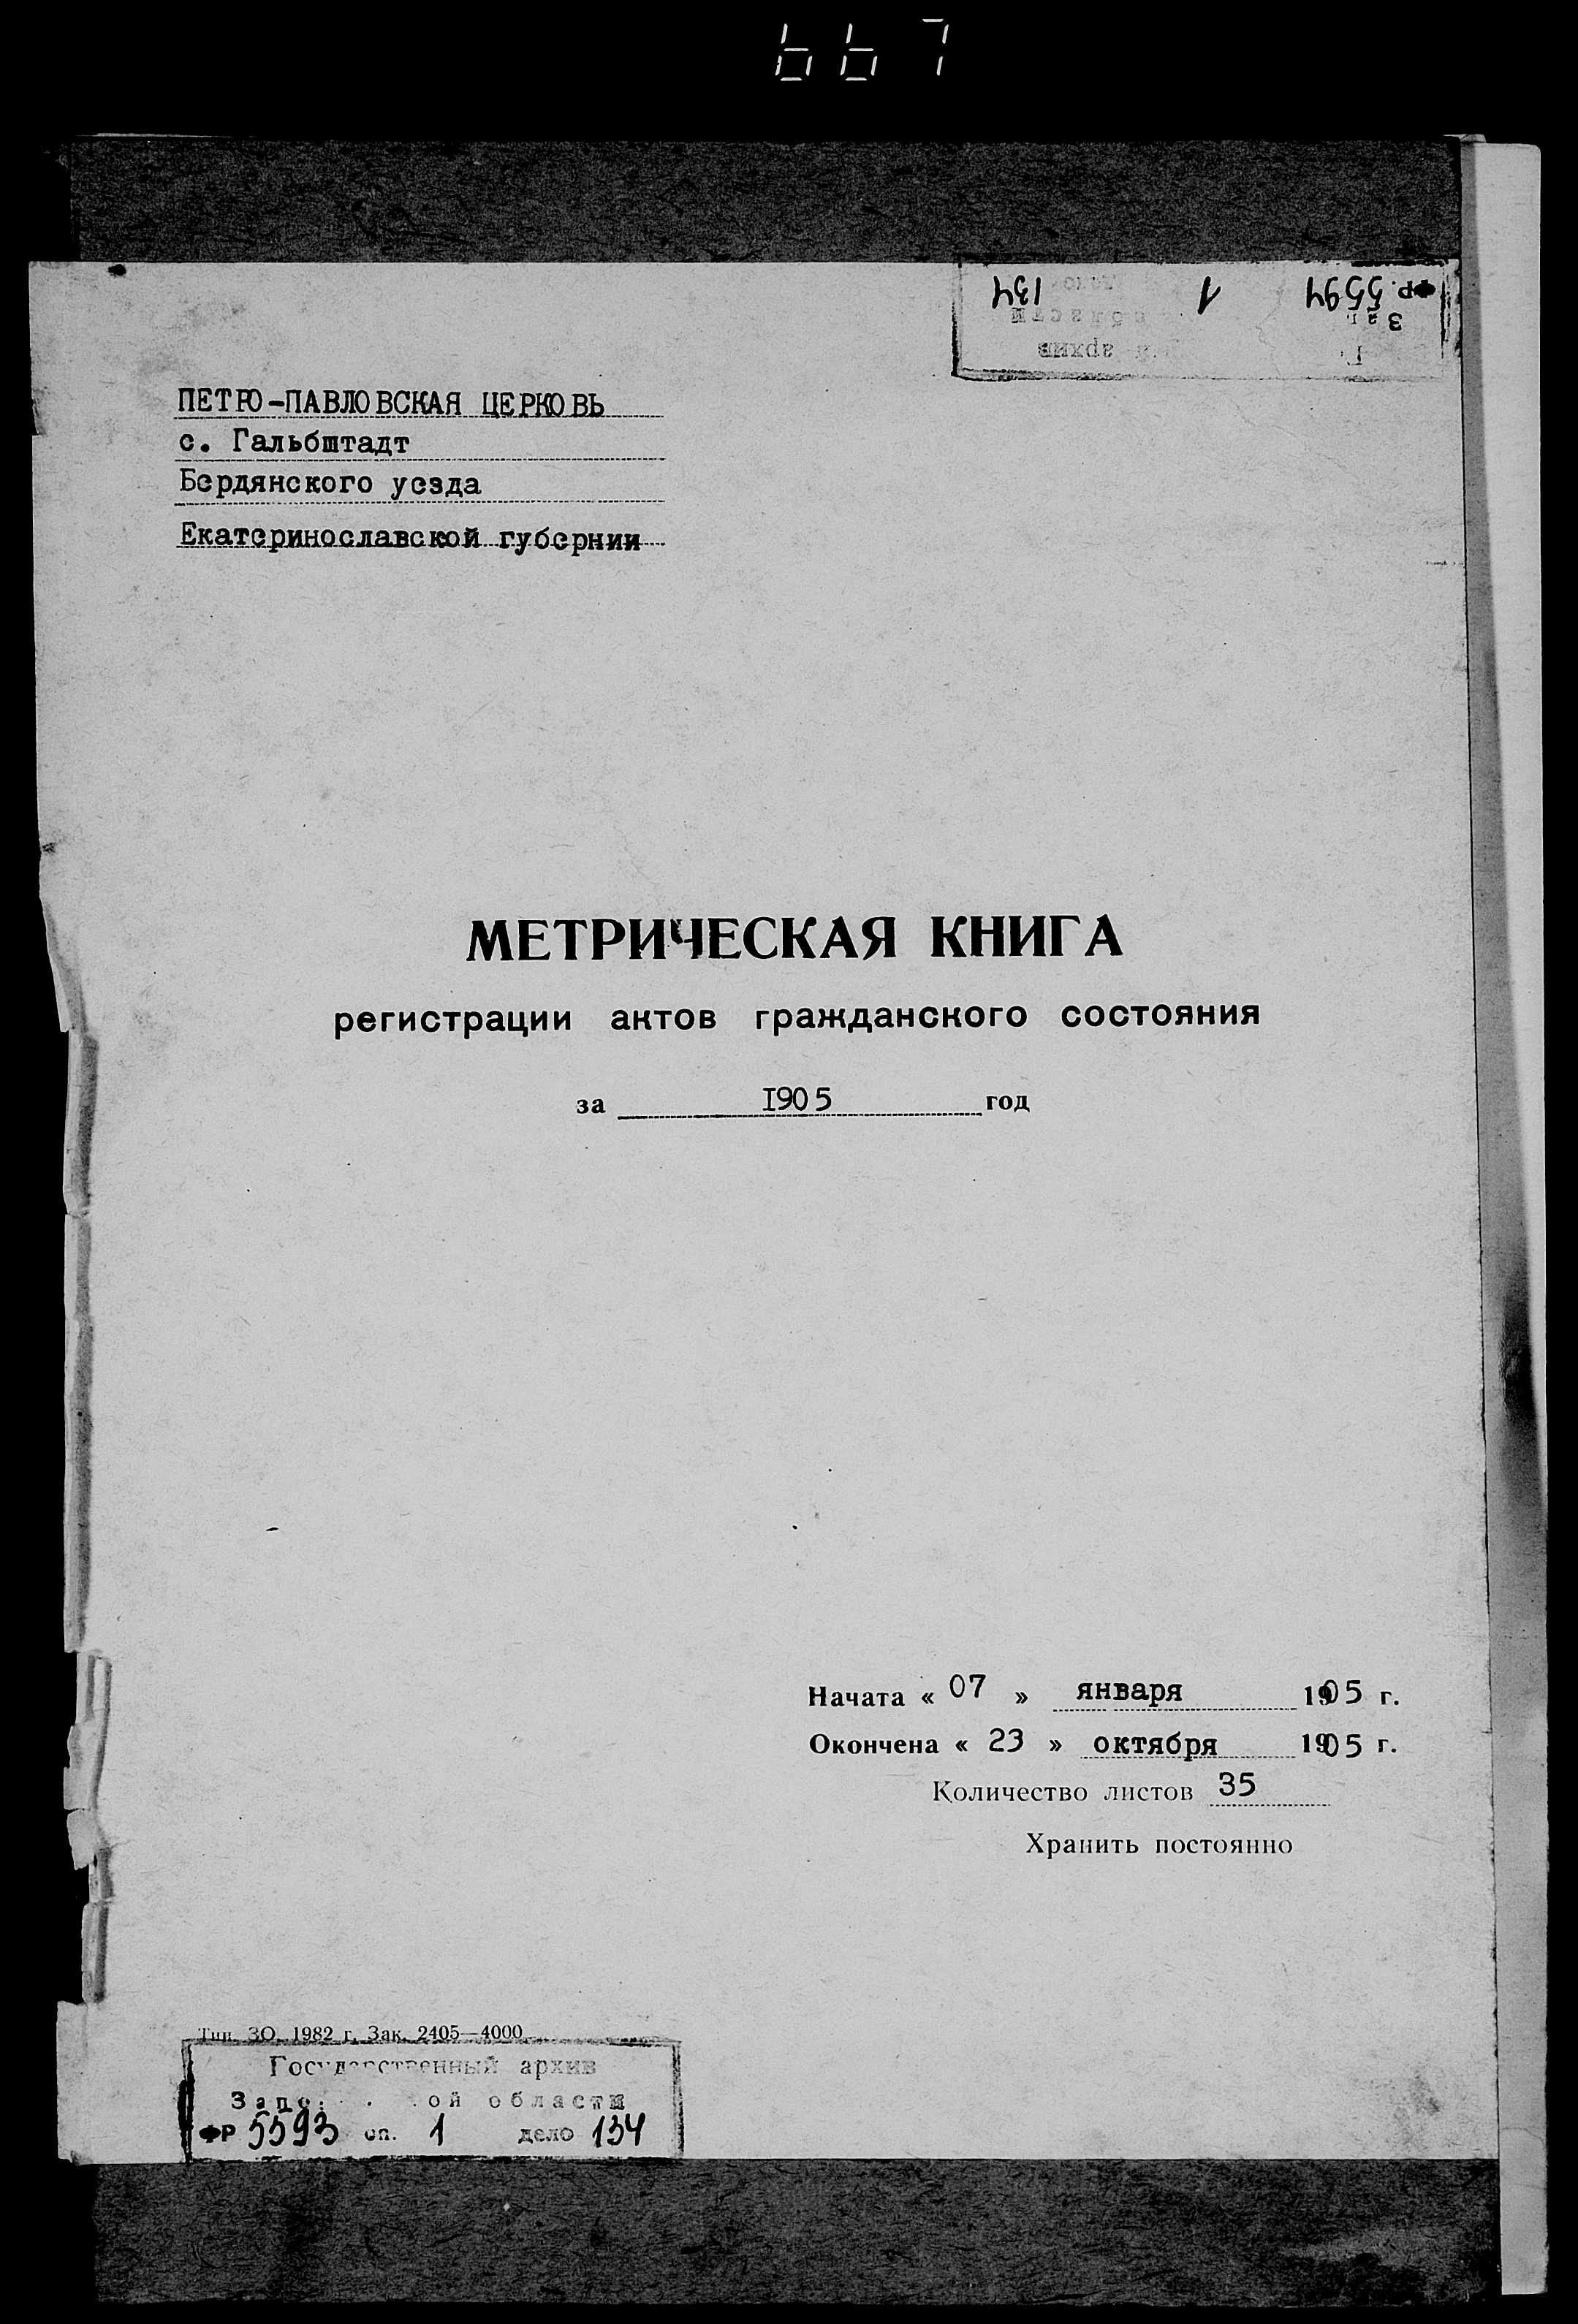 667
ФР. 5594 1 134
ПЕТРО-ПАВЛОВСКАЯ ЦЕРКОВЬ
с. Гальбштадт
Бердянского уезда
Екатеринославской губернии
МЕТРИЧЕСКАЯ КНИГА
регистрации актов гражданского состояния
за 1905 год
Начата « 07 » января 1905 г.
Окончена « 23 » октября 1905 г.
Количество листов 35
Хранить постоянно
Тип. ЗО. 1982 г. Зак. 2405—4000
Государственный архив
области
ФР 5593 оп. 1 дело 134